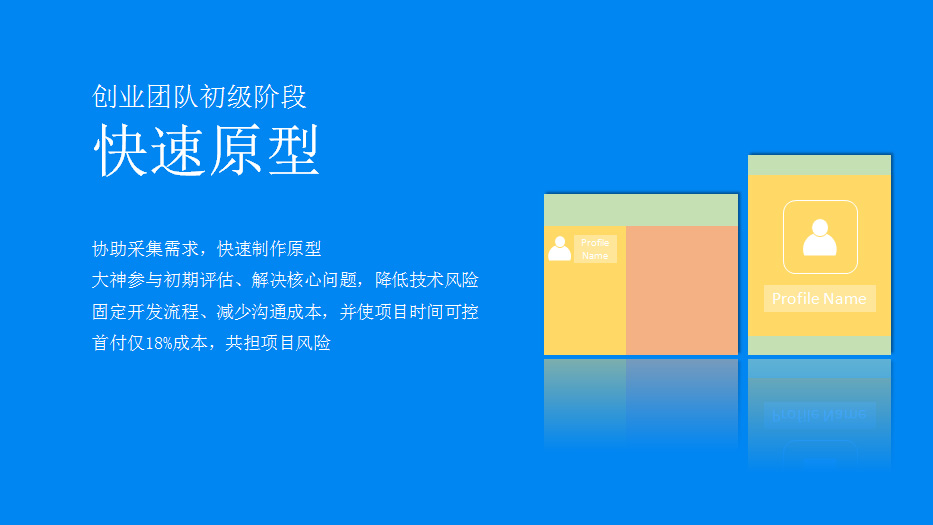 创业团队初级阶段
快速原型
协助采集需求，快速制作原型
大神参与初期评估、解决核心问题，降低技术风险
固定开发流程、减少沟通成本，并使项目时间可控
首付仅18%成本，共担项目风险
Profile
Name
Profile Name